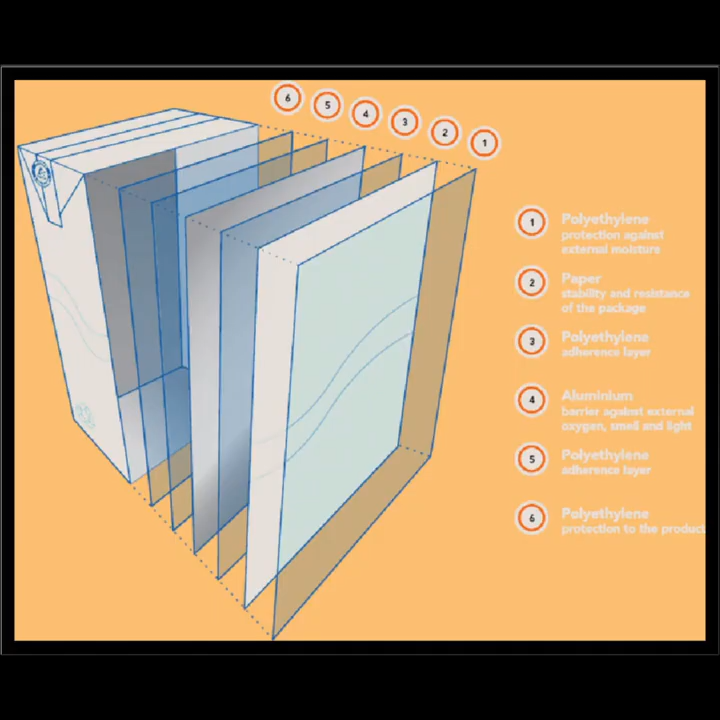 6 5 4 3 2 1
1 Polyethylene
protection against
external moisture
2 Paper
stability and resistance
of the package
3 Polyethylene
adherence layer
4 Aluminium
barrier against external
oxygen, smell and light
5 Polyethylene
adherence layer
6 Polyethylene
protection to the product